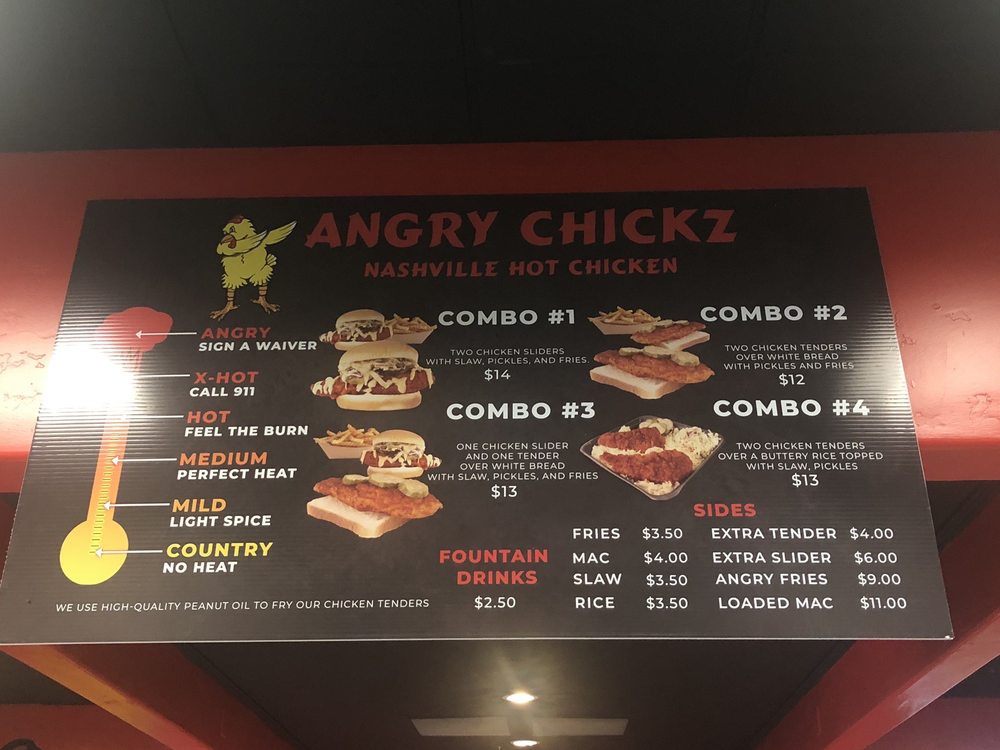 ANGRY CHICKZ
NASHVILLE HOT CHICKEN
ANGRY
SIGN A WAIVER
X-HOT
CALL 911
HOT
FEEL THE BURN
MEDIUM
PERFECT HEAT
MILD
LIGHT SPICE
COUNTRY
NO HEAT
WE USE HIGH-QUALITY PEANUT OIL TO FRY OUR CHICKEN TENDERS
COMBO #1
TWO CHICKEN SLIDERS
WITH SLAW, PICKLES, AND FRIES.
$14
COMBO #2
TWO CHICKEN TENDERS
OVER WHITE BREAD
WITH PICKLES AND FRIES
$12
COMBO #3
ONE CHICKEN SLIDER
AND ONE TENDER
OVER WHITE BREAD
WITH SLAW, PICKLES, AND FRIES
$13
COMBO #4
TWO CHICKEN TENDERS
OVER A BUTTERY RICE TOPPED
WITH SLAW, PICKLES
$13
FOUNTAIN
DRINKS
$2.50
SIDES
FRIES $3.50 EXTRA TENDER $4.00
MAC $4.00 EXTRA SLIDER $6.00
SLAW $3.50 ANGRY FRIES $9.00
RICE $3.50 LOADED MAC $11.00